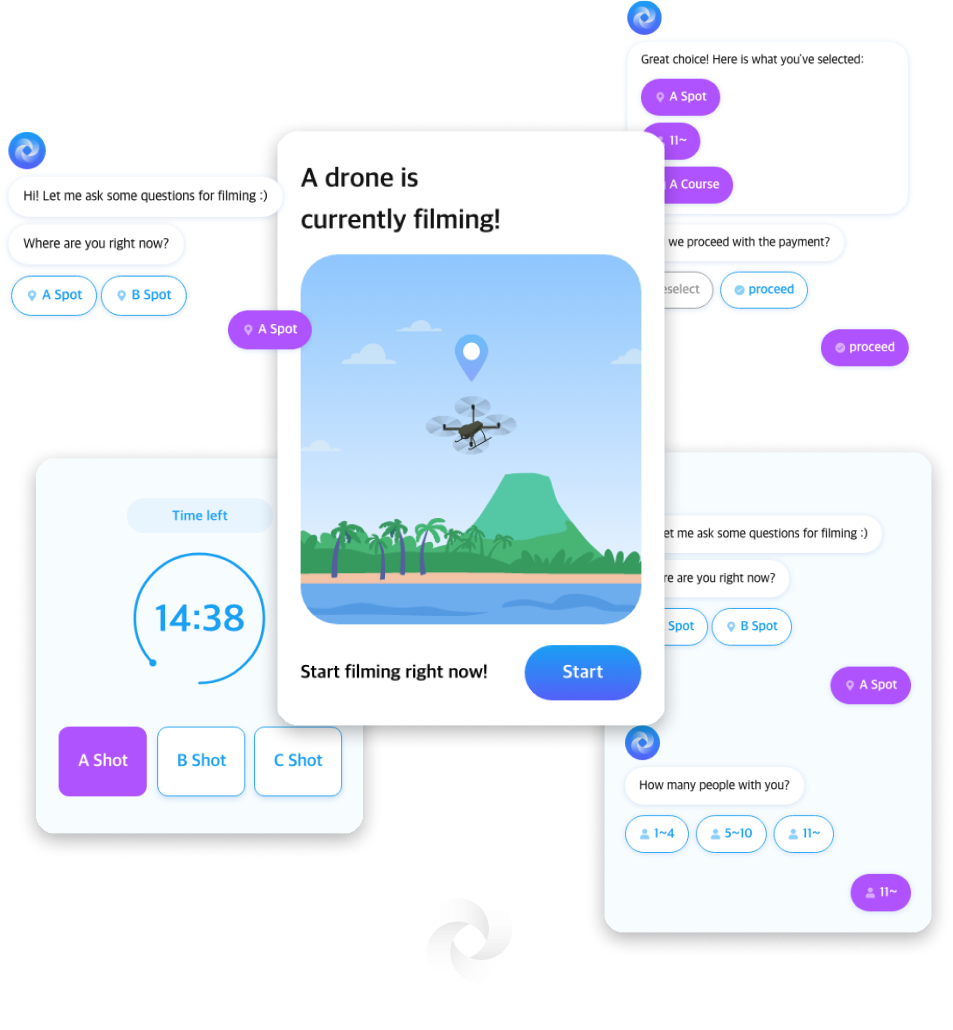 Hi! Let me ask some questions for filming :)
Where are you right now?
A Spot
B Spot
A Spot
A drone is
currently filming!
Start filming right now!
Start
Great choice! Here is what you've selected:
A Spot
11~
A Course
we proceed with the payment?
proceed
proceed
Time left
14:38
A Shot
B Shot
C Shot
me ask some questions for filming :)
are you right now?
Spot
B Spot
A Spot
How many people with you?
1~4
5~10
11~
11~